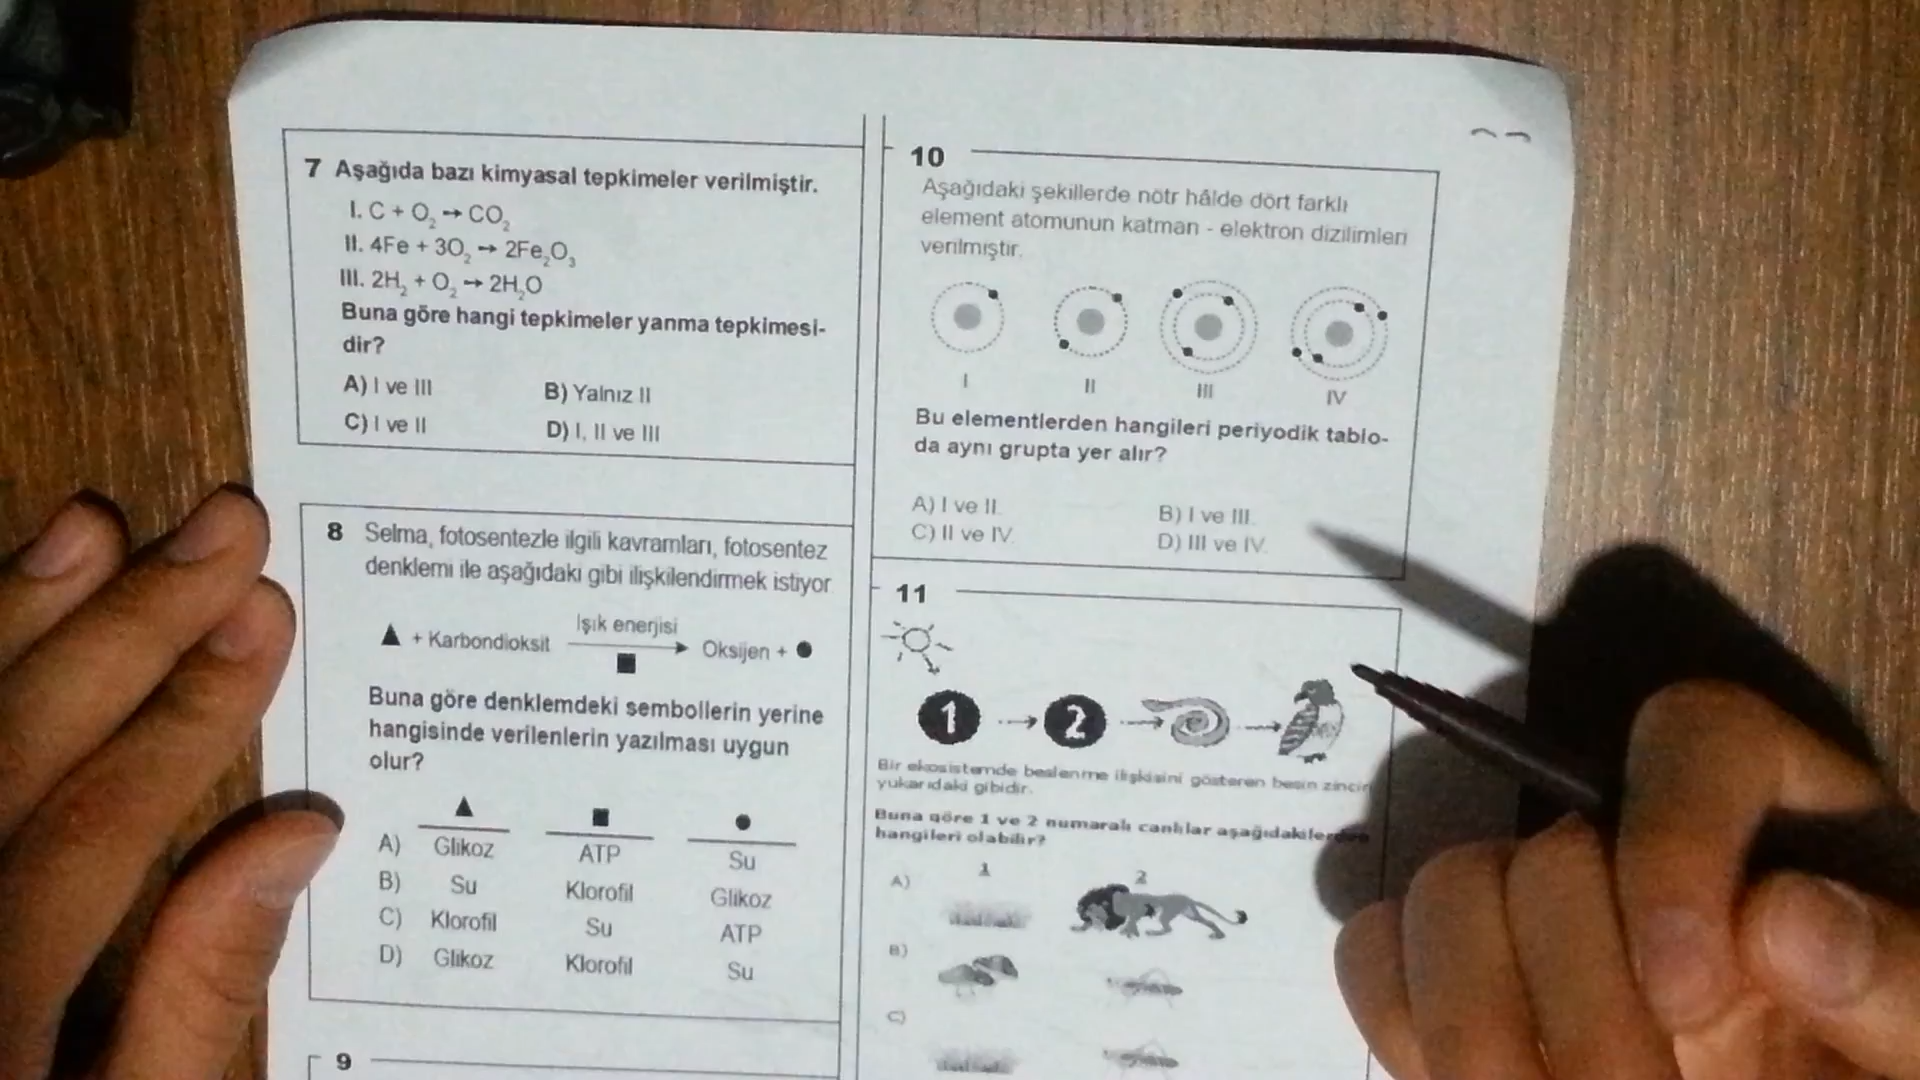 7 Aşağıda bazı kimyasal tepkimeler verilmiştir.
I. C + O₂ → CO₂
II. 4Fe + 3O₂ → 2Fe₂O₃
III. 2H₂ + O₂ → 2H₂O
Buna göre hangi tepkimeler yanma tepkimesi-
dir?
A) I ve III B) Yalnız II
C) I ve II D) I, II ve III
8 Selma, fotosentezle ilgili kavramları, fotosentez
denklemi ile aşağıdaki gibi ilişkilendirmek istiyor
▲ + Karbondioksit Işık enerjisi → ■ Oksijen + ●
Buna göre denklemdeki sembollerin yerine
hangisinde verilenlerin yazılması uygun
olur?
▲ ■ ●
A) Glikoz ATP Su
B) Su Klorofil Glikoz
C) Klorofil Su ATP
D) Glikoz Klorofil Su
9
10
Aşağıdaki şekillerde nötr hâlde dört farklı
element atomunun katman - elektron dizilimleri
verilmiştir.
I II III IV
Bu elementlerden hangileri periyodik tablo-
da aynı grupta yer alır?
A) I ve II. B) I ve III.
C) II ve IV. D) III ve IV.
11
1 → 2 → →
Bir ekosistemde beslenme ilişkisini gösteren besin zincir
yukarıdaki gibidir.
Buna göre 1 ve 2 numaralı canlılar aşağıdakilerden
hangileri olabilir?
1 2
A)
B)
C)